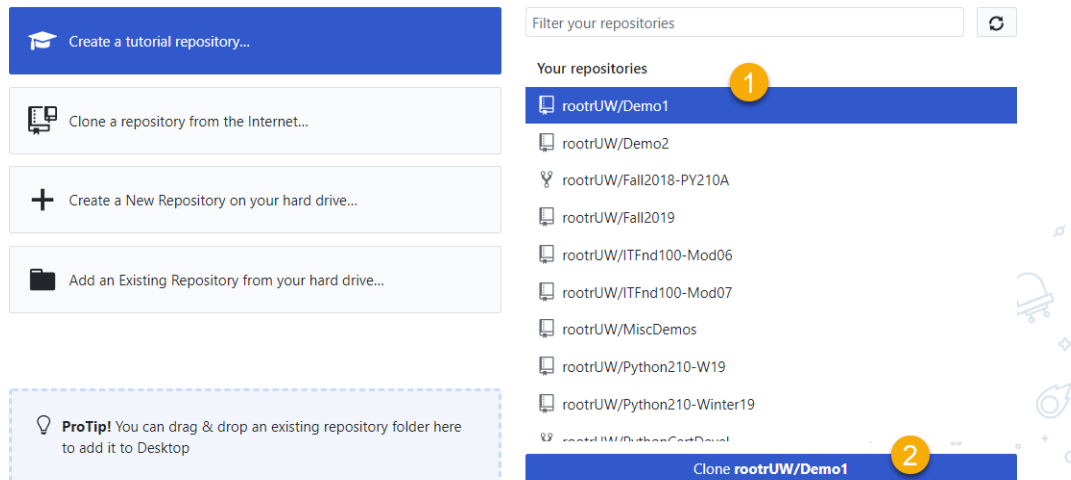 Create a tutorial repository...
Clone a repository from the Internet...
Create a New Repository on your hard drive...
Add an Existing Repository from your hard drive...
ProTip! You can drag & drop an existing repository folder here
to add it to Desktop
Filter your repositories
Your repositories
1
rootrUW/Demo1
rootrUW/Demo2
rootrUW/Fall2018-PY210A
rootrUW/Fall2019
rootrUW/ITFnd100-Mod06
rootrUW/ITFnd100-Mod07
rootrUW/MiscDemos
rootrUW/Python210-W19
rootrUW/Python210-Winter19
rootrUW/PythonCertDevel
Clone rootrUW/Demo1
2